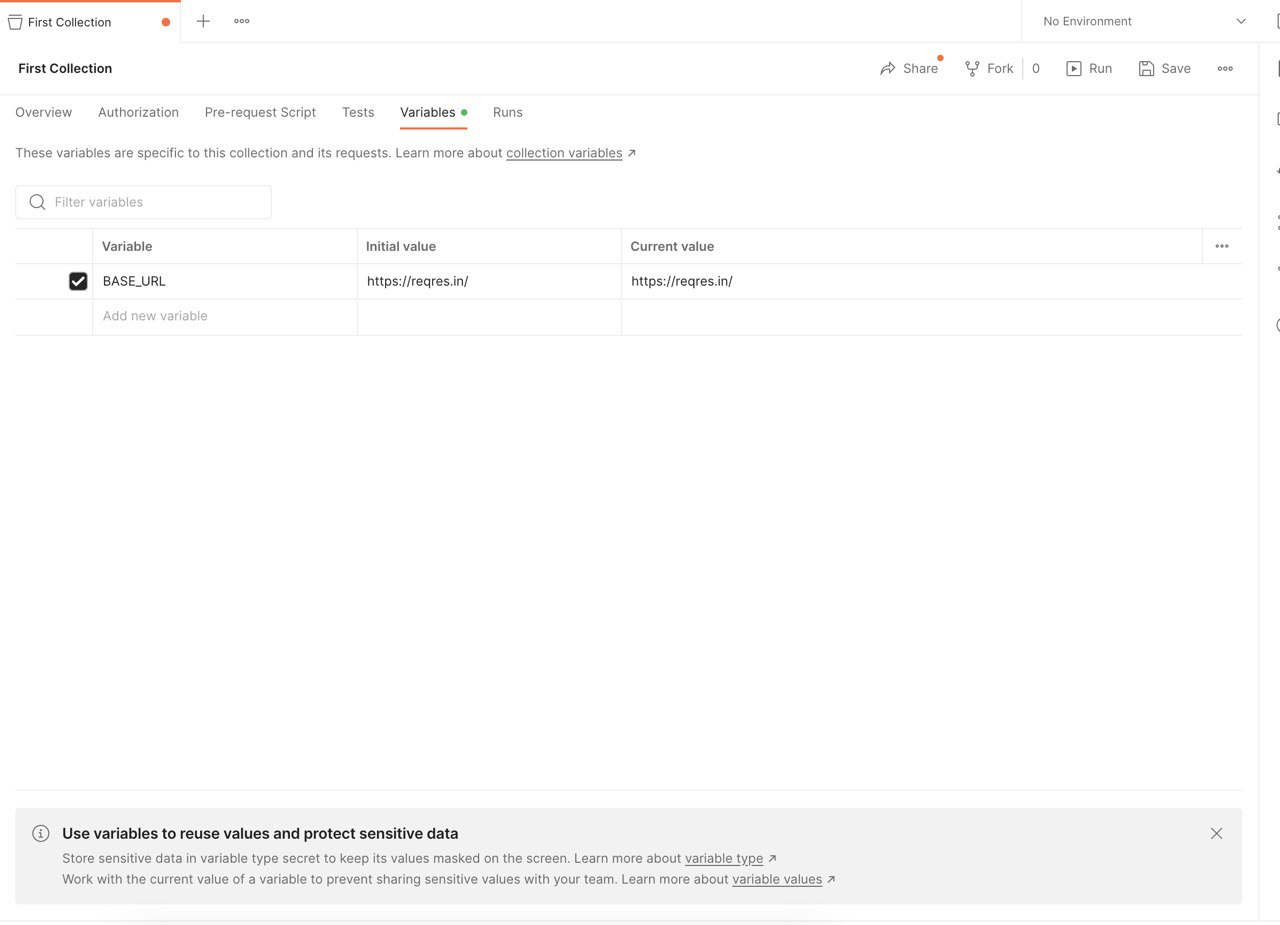 First Collection
No Environment
First Collection
Share Fork 0 Run Save
Overview Authorization Pre-request Script Tests Variables Runs
These variables are specific to this collection and its requests. Learn more about collection variables ↗
Filter variables
Variable Initial value Current value
BASE_URL https://reqres.in/ https://reqres.in/
Add new variable
Use variables to reuse values and protect sensitive data
Store sensitive data in variable type secret to keep its values masked on the screen. Learn more about variable type ↗
Work with the current value of a variable to prevent sharing sensitive values with your team. Learn more about variable values ↗